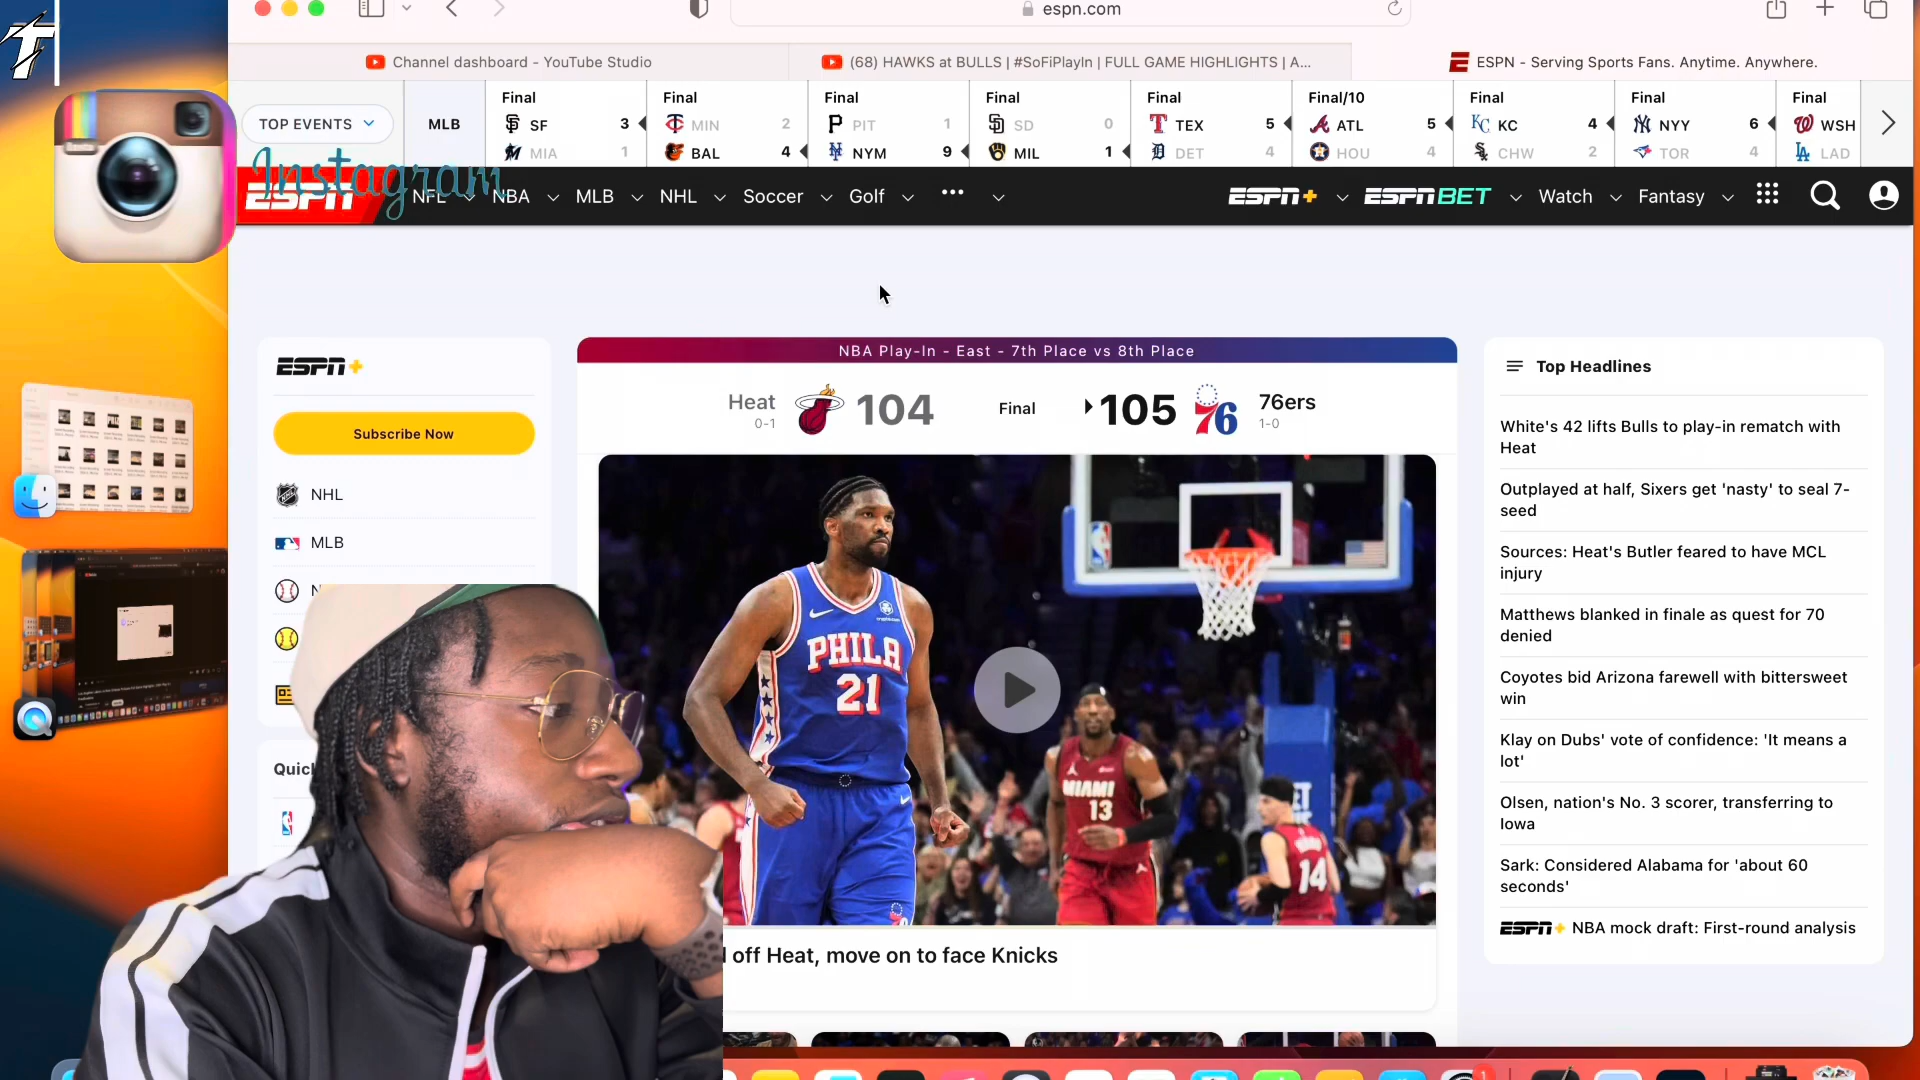 espn.com
Channel dashboard - YouTube Studio
(68) HAWKS at BULLS | #SoFiPlayIn | FULL GAME HIGHLIGHTS | A...
ESPN - Serving Sports Fans. Anytime. Anywhere.
TOP EVENTS
MLB
Final
SF 3
MIA 1
Final
MIN 2
BAL 4
Final
PIT 1
NYM 9
Final
SD 0
MIL 1
Final
TEX 5
DET 4
Final/10
ATL 5
HOU 4
Final
KC 4
CHW 2
Final
NYY 6
TOR 4
Final
WSH
LAD
Instagram
ESPN NFL NBA MLB NHL Soccer Golf ••• ESPN+ ESPN BET Watch Fantasy
ESPN+
Subscribe Now
NHL
MLB
NBA Play-In - East - 7th Place vs 8th Place
Heat 104 Final 105 76ers
0-1 1-0
PHILA
21
MIAMI
13
14
off Heat, move on to face Knicks
Top Headlines
White's 42 lifts Bulls to play-in rematch with
Heat
Outplayed at half, Sixers get 'nasty' to seal 7-
seed
Sources: Heat's Butler feared to have MCL
injury
Matthews blanked in finale as quest for 70
denied
Coyotes bid Arizona farewell with bittersweet
win
Klay on Dubs' vote of confidence: 'It means a
lot'
Olsen, nation's No. 3 scorer, transferring to
Iowa
Sark: Considered Alabama for 'about 60
seconds'
ESPN+ NBA mock draft: First-round analysis